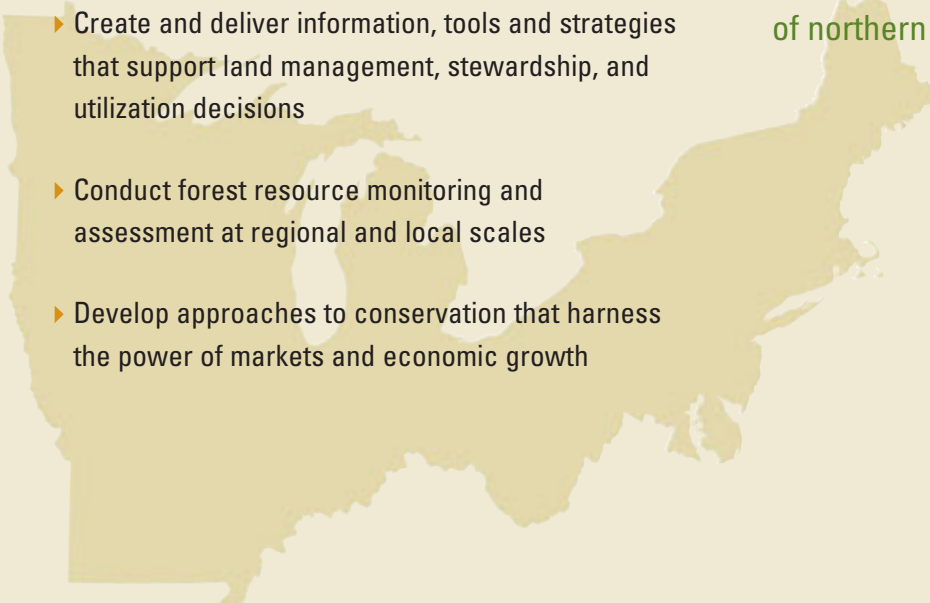 ▸ Create and deliver information, tools and strategies
that support land management, stewardship, and
utilization decisions
▸ Conduct forest resource monitoring and
assessment at regional and local scales
▸ Develop approaches to conservation that harness
the power of markets and economic growth
of northern